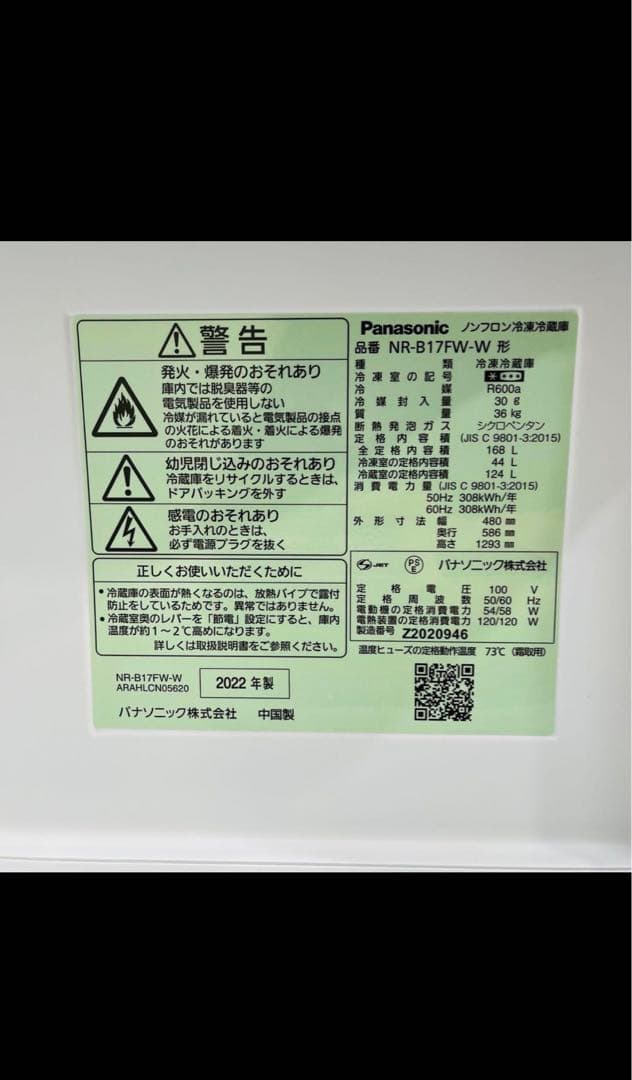 警告
発火・爆発のおそれあり
庫内では脱臭器等の
電気製品を使用しない
冷媒が漏れていると電気製品の接点
の火花による着火・着火による爆発
のおそれがあります
幼児閉じ込みのおそれあり
冷蔵庫をリサイクルするときは、
ドアパッキングを外す
感電のおそれあり
お手入れのときは、
必ず電源プラグを抜く
正しくお使いいただくために
•冷蔵庫の表面が熱くなるのは、放熱パイプで露付
防止をしているためです。異常ではありません。
•冷蔵室奥のレバーを「節電」設定にすると、庫内
温度が約1~2℃高めになります。
詳しくは取扱説明書をご参照ください。
NR-B17FW-W
ARAHLCN05620
2022年製
パナソニック株式会社 中国製
Panasonic ノンフロン冷凍冷蔵庫
品番 NR-B17FW-W 形
種類 冷凍冷蔵庫
冷凍室の記号
冷媒 R600a
冷媒封入量 30 g
質量 36 kg
断熱発泡ガス シクロペンタン
定格内容積 (JIS C 9801-3:2015)
全定格内容積 168 L
冷凍室の定格内容積 44 L
冷蔵室の定格内容積 124 L
消費電力量 (JIS C 9801-3:2015)
50Hz 308kWh/年
60Hz 308kWh/年
外形寸法 幅 480 mm
奥行 586 mm
高さ 1293 mm
JET PSE パナソニック株式会社
定格電圧 100 V
定格周波数 50/60 Hz
電動機の定格消費電力 54/58 W
電熱装置の定格消費電力 120/120 W
製造番号 Z2020946
温度ヒューズの定格動作温度 73℃(霜取用)